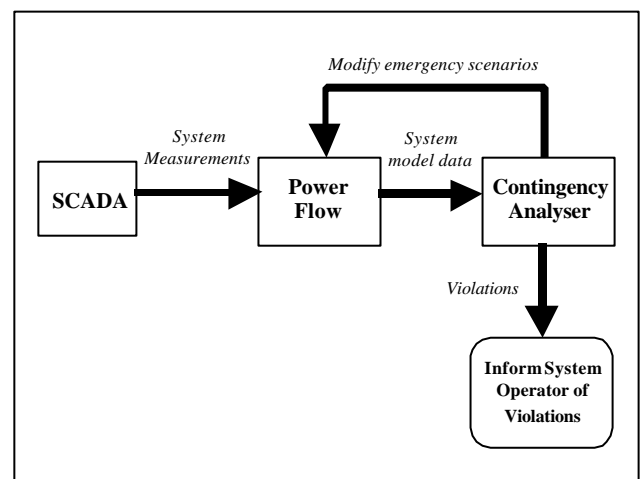 Modify emergency scenarios
System
Measurements
System
model data
SCADA
Power
Flow
Contingency
Analyser
Violations
Inform System
Operator of
Violations